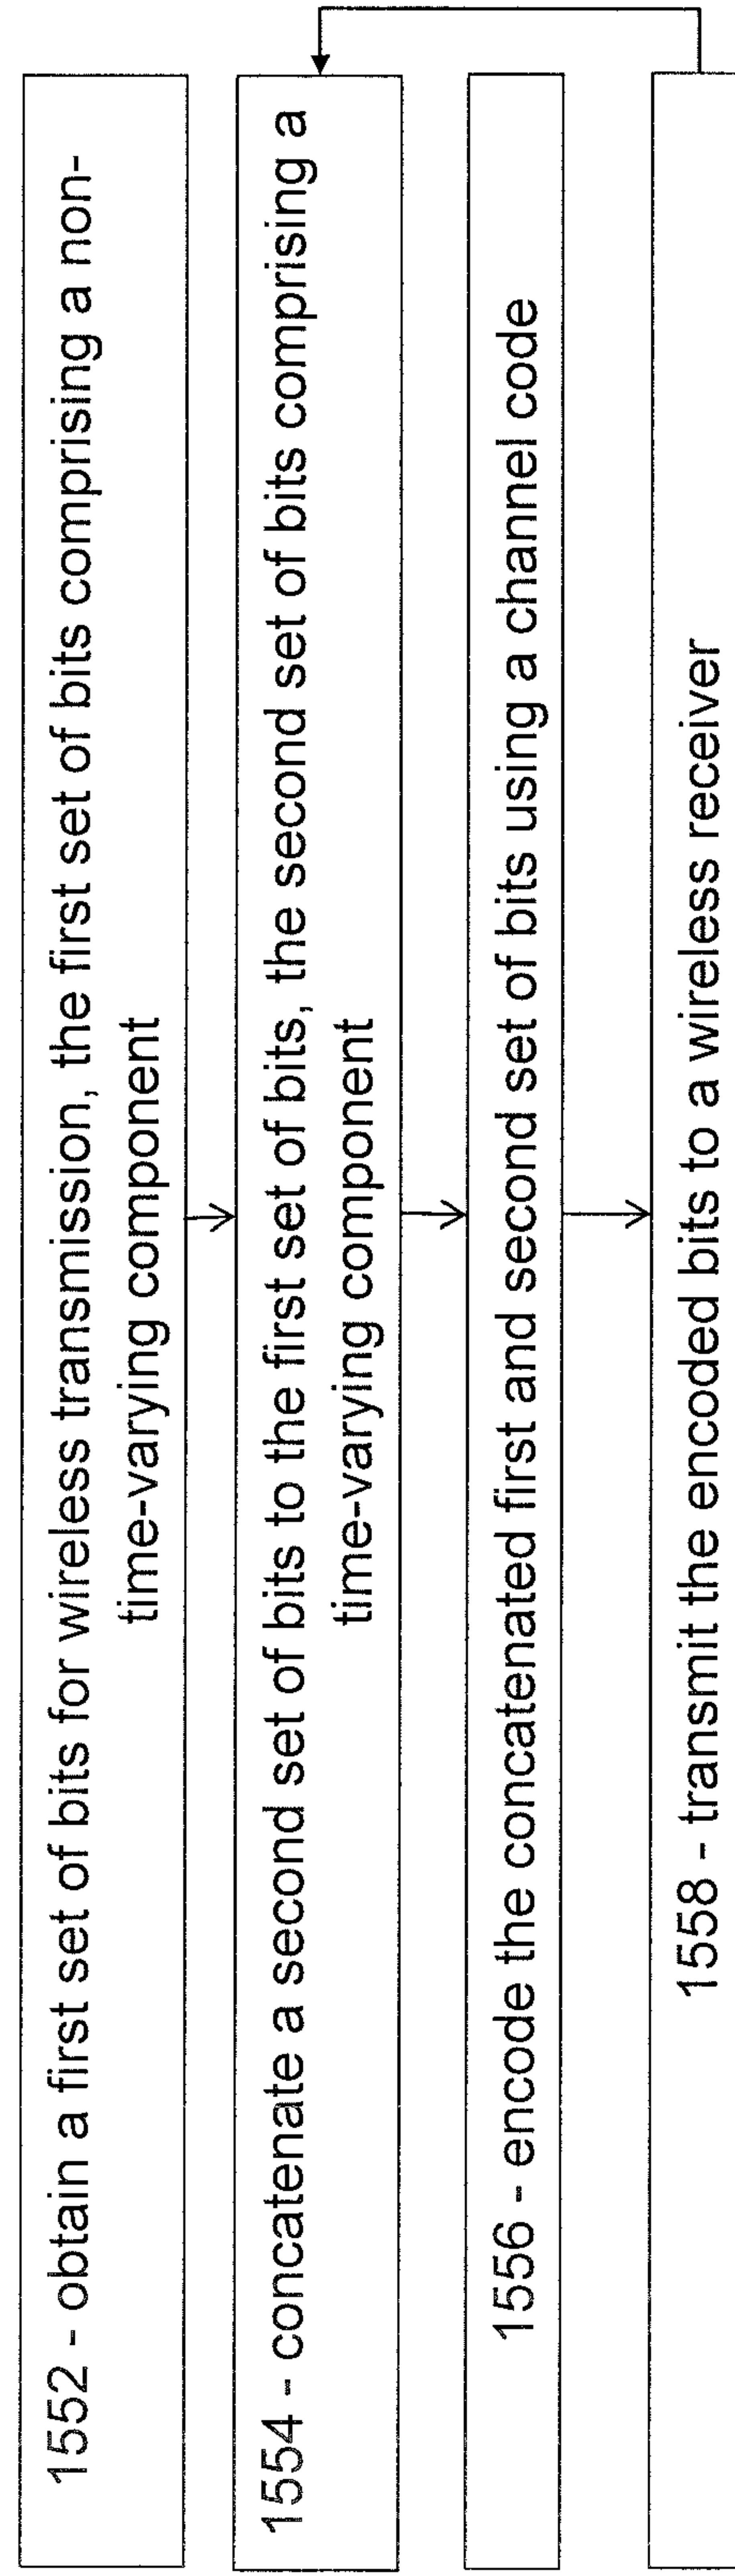 1552 - obtain a first set of bits for wireless transmission, the first set of bits comprising a non-
time-varying component
1554 - concatenate a second set of bits to the first set of bits, the second set of bits comprising a
time-varying component
1556 - encode the concatenated first and second set of bits using a channel code
1558 - transmit the encoded bits to a wireless receiver